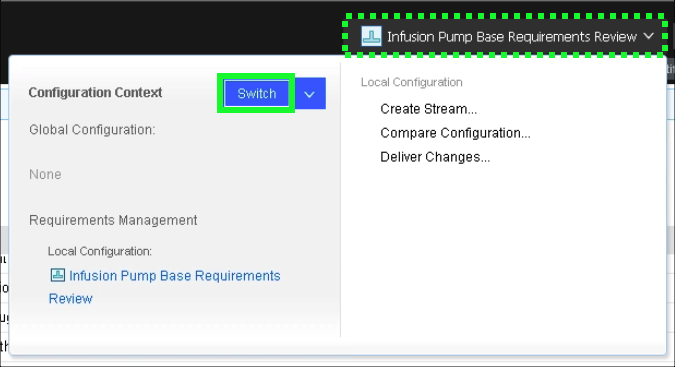 Infusion Pump Base Requirements Review
Configuration Context
Switch
Global Configuration:
None
Requirements Management
Local Configuration:
Infusion Pump Base Requirements
Review
Local Configuration
Create Stream...
Compare Configuration...
Deliver Changes...